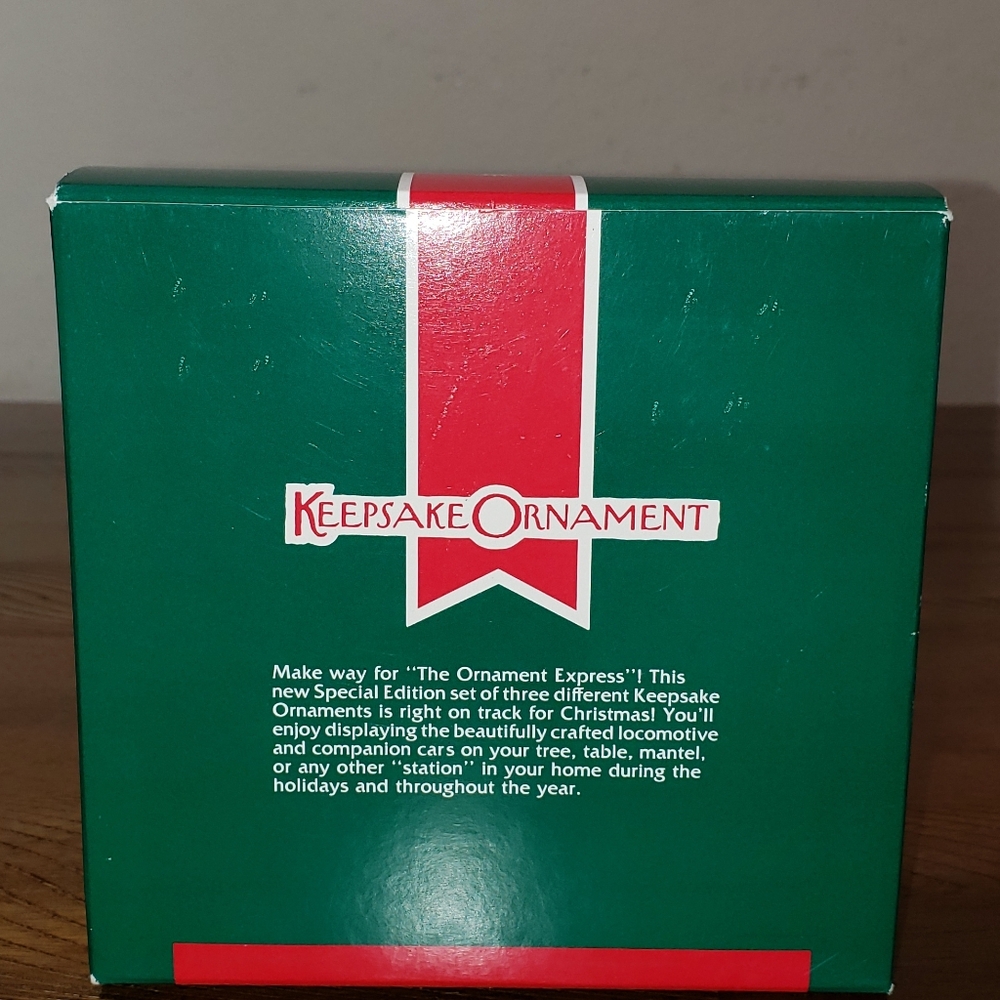 KEEPSAKE ORNAMENT
Make way for “The Ornament Express”! This
new Special Edition set of three different Keepsake
Ornaments is right on track for Christmas! You’ll
enjoy displaying the beautifully crafted locomotive
and companion cars on your tree, table, mantel,
or any other “station” in your home during the
holidays and throughout the year.